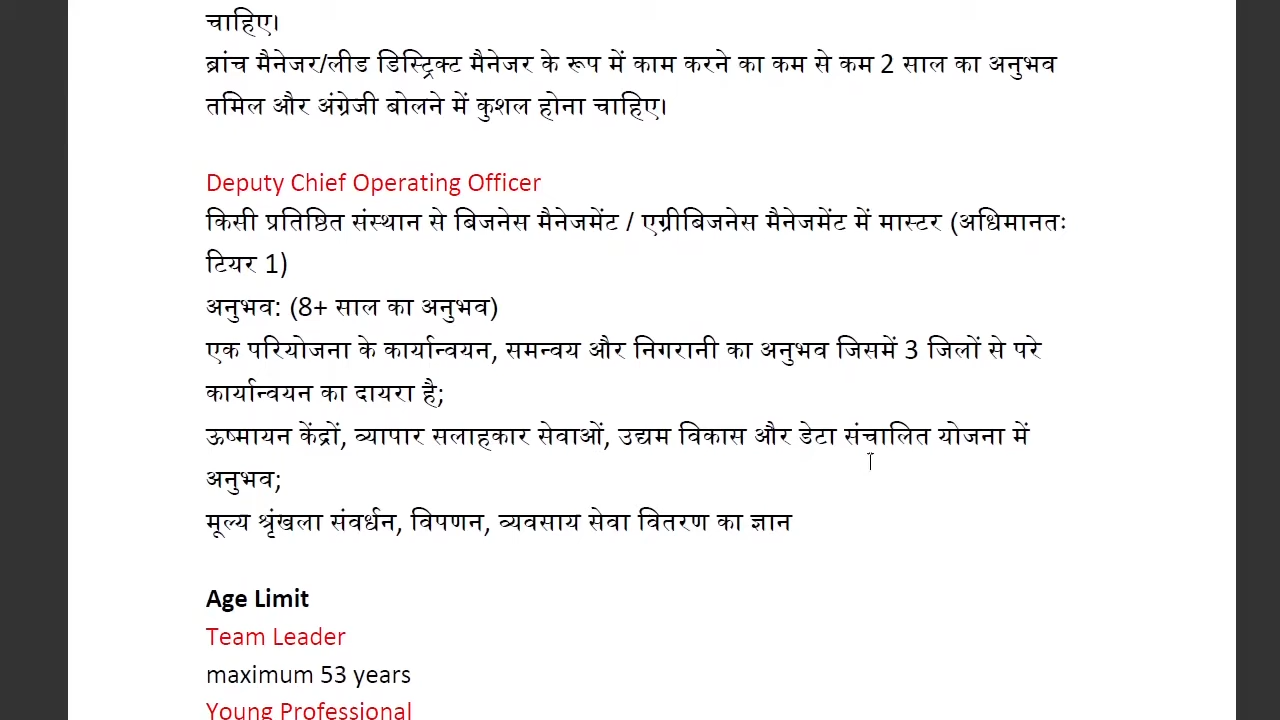 चाहिए।
ब्रांच मैनेजर/लीड डिस्ट्रिक्ट मैनेजर के रूप में काम करने का कम से कम 2 साल का अनुभव
तमिल और अंग्रेजी बोलने में कुशल होना चाहिए।
Deputy Chief Operating Officer
किसी प्रतिष्ठित संस्थान से बिजनेस मैनेजमेंट / एग्रीबिजनेस मैनेजमेंट में मास्टर (अधिमानतः
टियर 1)
अनुभव: (8+ साल का अनुभव)
एक परियोजना के कार्यान्वयन, समन्वय और निगरानी का अनुभव जिसमें 3 जिलों से परे
कार्यान्वयन का दायरा है;
ऊष्मायन केंद्रों, व्यापार सलाहकार सेवाओं, उद्यम विकास और डेटा संचालित योजना में
अनुभव;
मूल्य श्रृंखला संवर्धन, विपणन, व्यवसाय सेवा वितरण का ज्ञान
Age Limit
Team Leader
maximum 53 years
Young Professional